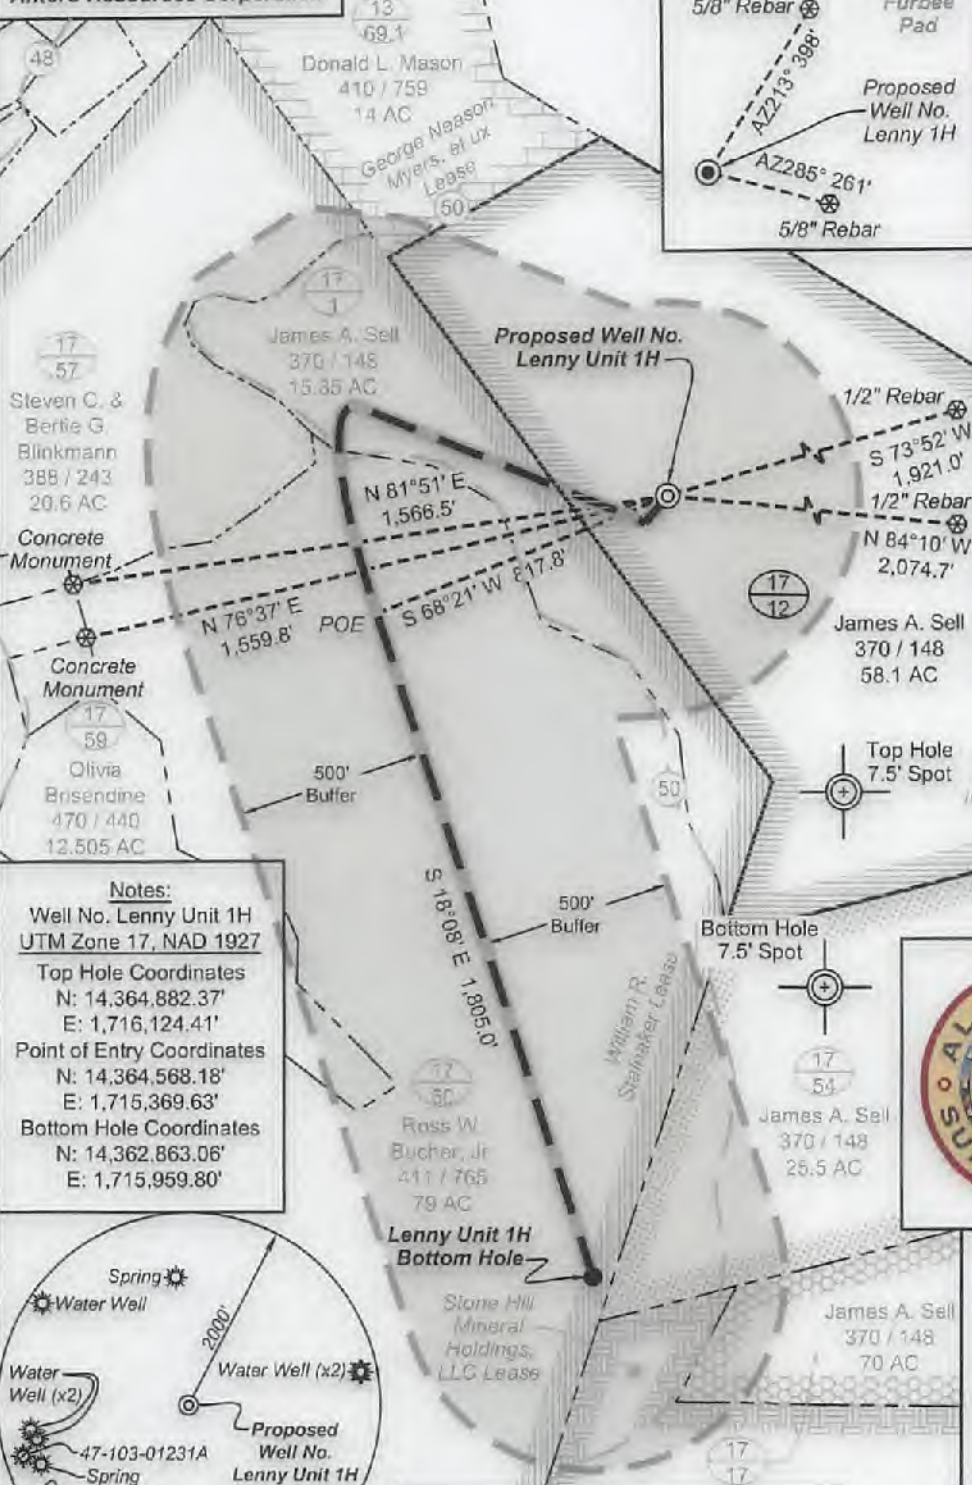 13
69.1
Donald L. Mason
410 / 759
14 AC
George Neason
Myers, et ux
Lease
50
48
5/8" Rebar
Furbee
Pad
AZ213° 398'
Proposed
Well No.
Lenny 1H
AZ285° 261'
5/8" Rebar
17
1
James A. Sell
370 / 148
15.35 AC
Proposed Well No.
Lenny Unit 1H
17
57
Steven C. &
Bertie G.
Blinkmann
388 / 243
20.6 AC
1/2" Rebar
S 73°52' W
1,921.0'
1/2" Rebar
N 84°10' W
2,074.7'
N 81°51' E
1,566.5'
Concrete
Monument
N 76°37' E
1,559.8'
POE
S 68°21' W 817.8'
17
12
James A. Sell
370 / 148
58.1 AC
Concrete
Monument
17
59
Olivia
Brisendine
470 / 440
12.505 AC
500'
Buffer
50
Top Hole
7.5' Spot
S 18°08' E 1,805.0'
500'
Buffer
Bottom Hole
7.5' Spot
Notes:
Well No. Lenny Unit 1H
UTM Zone 17, NAD 1927
Top Hole Coordinates
N: 14,364,882.37'
E: 1,716,124.41'
Point of Entry Coordinates
N: 14,364,568.18'
E: 1,715,369.63'
Bottom Hole Coordinates
N: 14,362,863.06'
E: 1,715,959.80'
William R.
Stalnaker Lease
17
50
Ross W.
Bucher, Jr
411 / 765
79 AC
17
54
James A. Sell
370 / 148
25.5 AC
Lenny Unit 1H
Bottom Hole
Stone Hill
Mineral
Holdings,
LLC Lease
James A. Sell
370 / 148
70 AC
17
17
Spring
Water Well
2000'
Water
Well (x2)
Water Well (x2)
47-103-01231A
Spring
Proposed
Well No.
Lenny Unit 1H